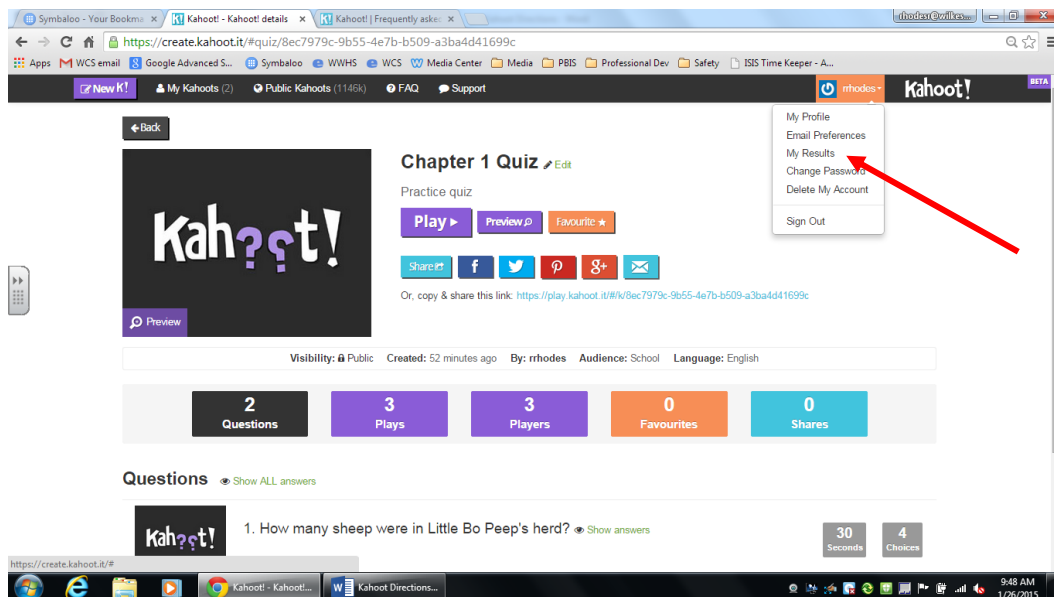 Symbaloo - Your Bookma
Kahoot! - Kahoot! details
Kahoot! | Frequently asked
https://create.kahoot.it/#quiz/8ec7979c-9b55-4e7b-b509-a3ba4d41699c
Apps WCS email Google Advanced S... Symbaloo WWHS WCS Media Center Media PBIS Professional Dev Safety ISIS Time Keeper - A...
New K! My Kahoots (2) Public Kahoots (1146k) FAQ Support rrhodes Kahoot! BETA
My Profile
Email Preferences
My Results
Change Password
Delete My Account
Sign Out
Back
Kahoot!
Preview
Chapter 1 Quiz Edit
Practice quiz
Play Preview Favourite
Share it f g+
Or, copy & share this link: https://play.kahoot.it/#/k/8ec7979c-9b55-4e7b-b509-a3ba4d41699c
Visibility: Public Created: 52 minutes ago By: rrhodes Audience: School Language: English
2 3 3 0 0
Questions Plays Players Favourites Shares
Questions Show ALL answers
Kahoot!
1. How many sheep were in Little Bo Peep's herd? Show answers
30 4
Seconds Choices
https://create.kahoot.it/#
Kahoot! - Kahoot!... Kahoot Directions...
9:48 AM
1/26/2015